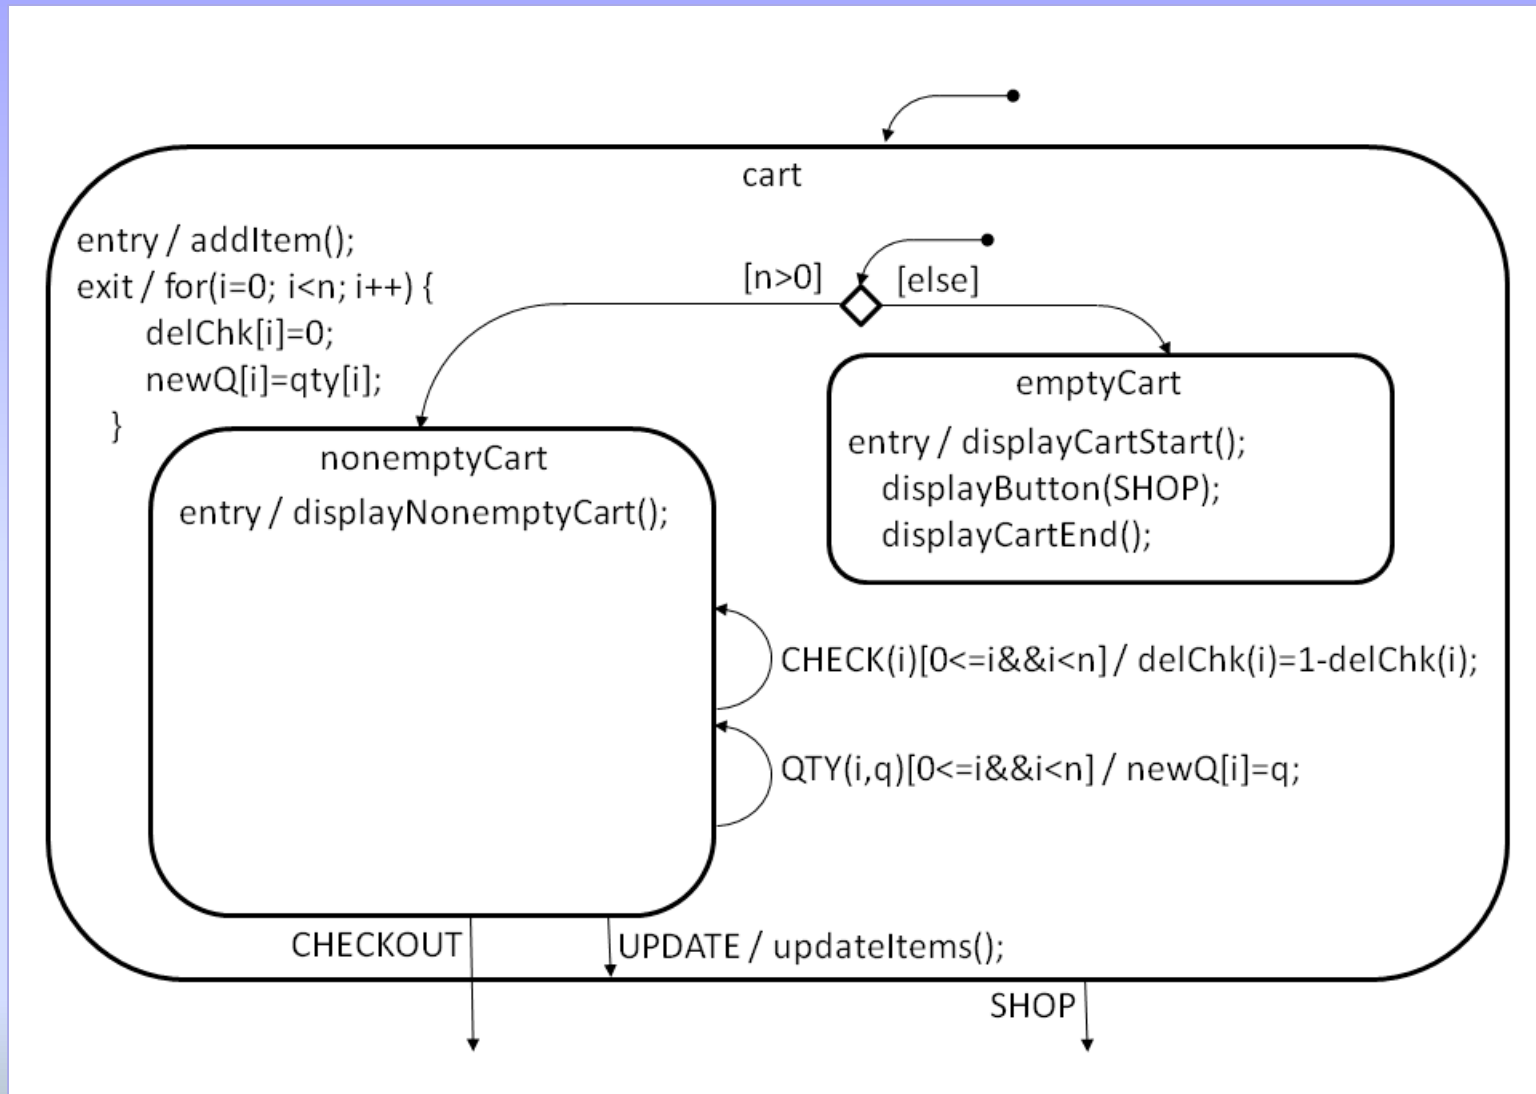 cart
entry / addItem();
exit / for(i=0; i<n; i++) {
delChk[i]=0;
newQ[i]=qty[i];
}
[n>0]
[else]
emptyCart
entry / displayCartStart();
displayButton(SHOP);
displayCartEnd();
nonemptyCart
entry / displayNonemptyCart();
CHECK(i)[0<=i&&i<n] / delChk(i)=1-delChk(i);
QTY(i,q)[0<=i&&i<n] / newQ[i]=q;
CHECKOUT
UPDATE / updateItems();
SHOP